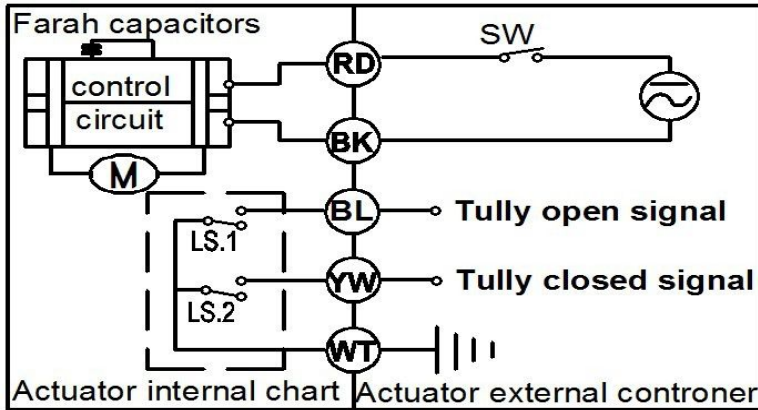 Farah capacitors
SW
RD
control
circuit
BK
M
BL
Tully open signal
LS.1
YW
Tully closed signal
LS.2
WT
Actuator internal chart
Actuator external controner